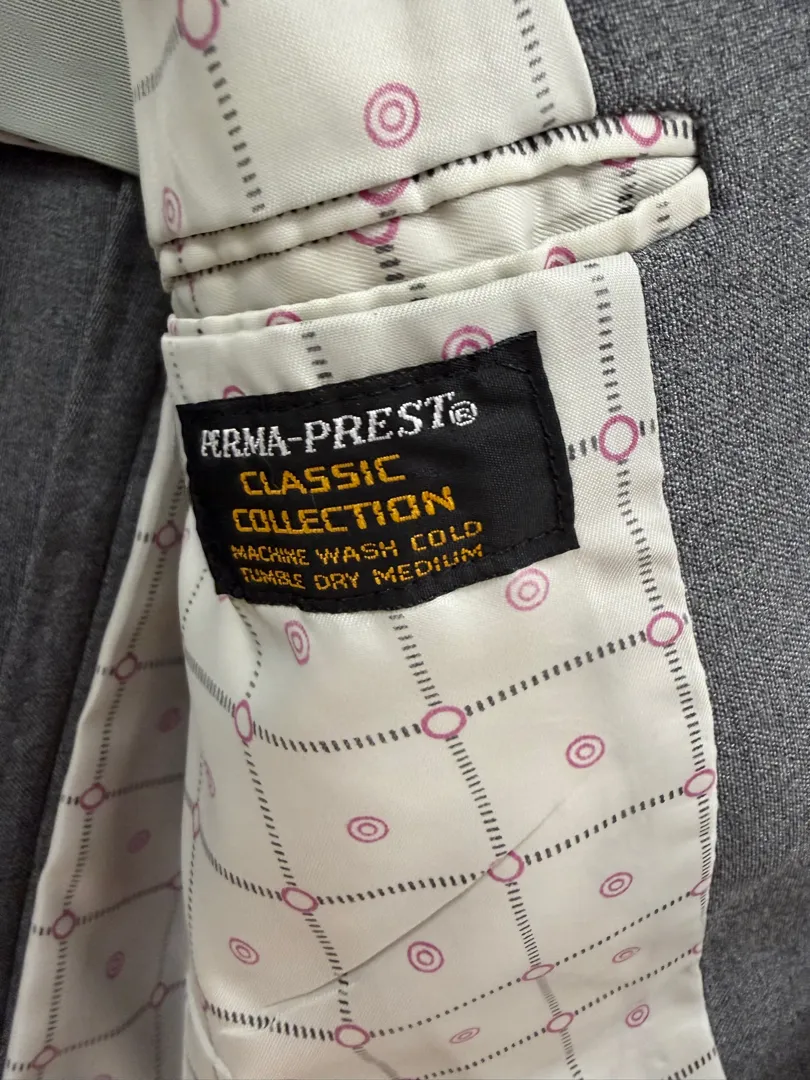 PERMA-PREST®
CLASSIC
COLLECTION
MACHINE WASH COLD
TUMBLE DRY MEDIUM